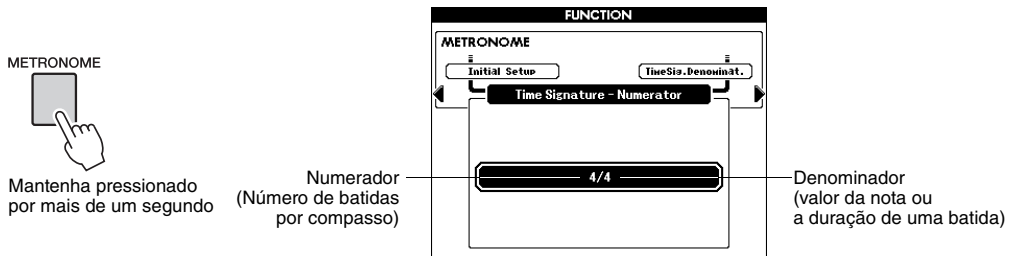 METRONOME
Mantenha pressionado
por mais de um segundo
Numerador
(Número de batidas
por compasso)
FUNCTION
METRONOME
Initial Setup
TimeSig.Denominat.
Time Signature - Numerator
4/4
Denominador
(valor da nota ou
a duração de uma batida)